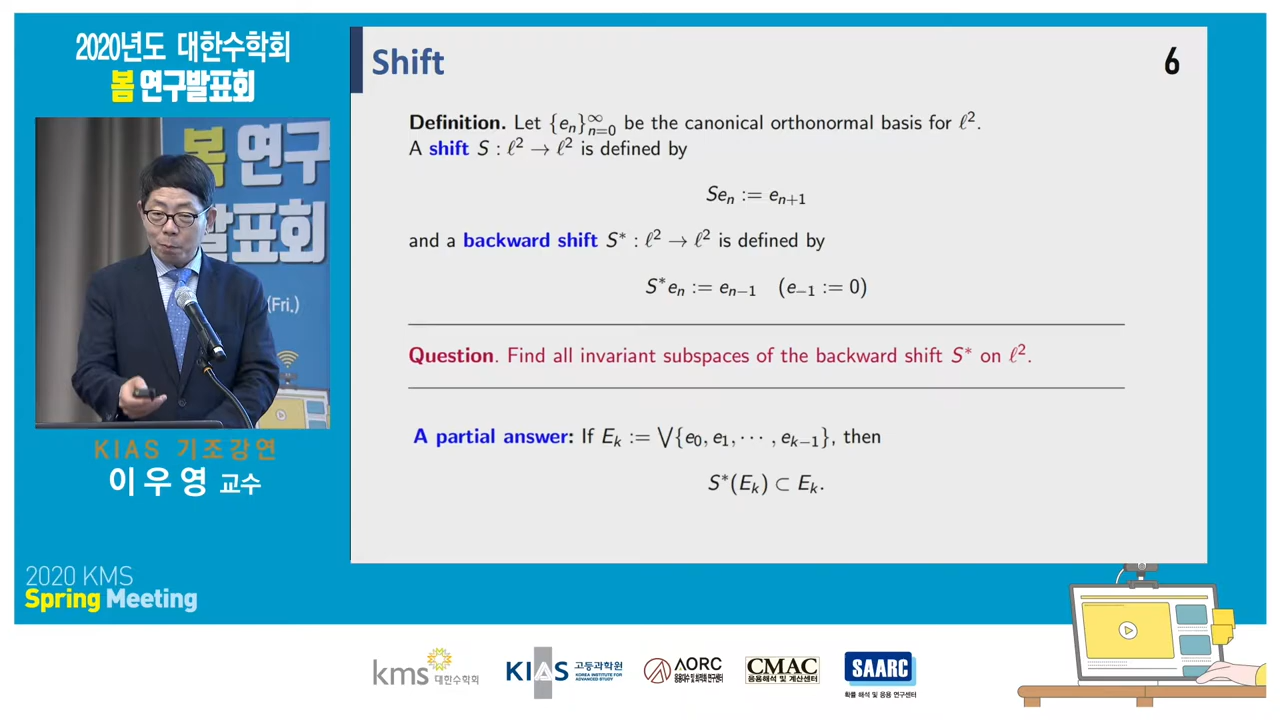 2020년도 대한수학회
봄 연구발표회
봄 연구
발표회
(Fri.)
KIAS 기조강연
이우영 교수
2020 KMS
Spring Meeting
Shift
6
Definition. Let {eₙ}∞ₙ₌₀ be the canonical orthonormal basis for ℓ².
A shift S : ℓ² → ℓ² is defined by
Seₙ := eₙ₊₁
and a backward shift S* : ℓ² → ℓ² is defined by
S*eₙ := eₙ₋₁ (e₋₁ := 0)
Question. Find all invariant subspaces of the backward shift S* on ℓ².
A partial answer: If Eₖ := ⋁{e₀, e₁, ⋯ , eₖ₋₁}, then
S*(Eₖ) ⊂ Eₖ.
kms 대한수학회
KIAS 고등과학원
KOREA INSTITUTE FOR
ADVANCED STUDY
AORC
응용대수 및 최적화 연구센터
CMAC
응용해석 및 계산센터
SAARC
확률 해석 및 응용 연구센터